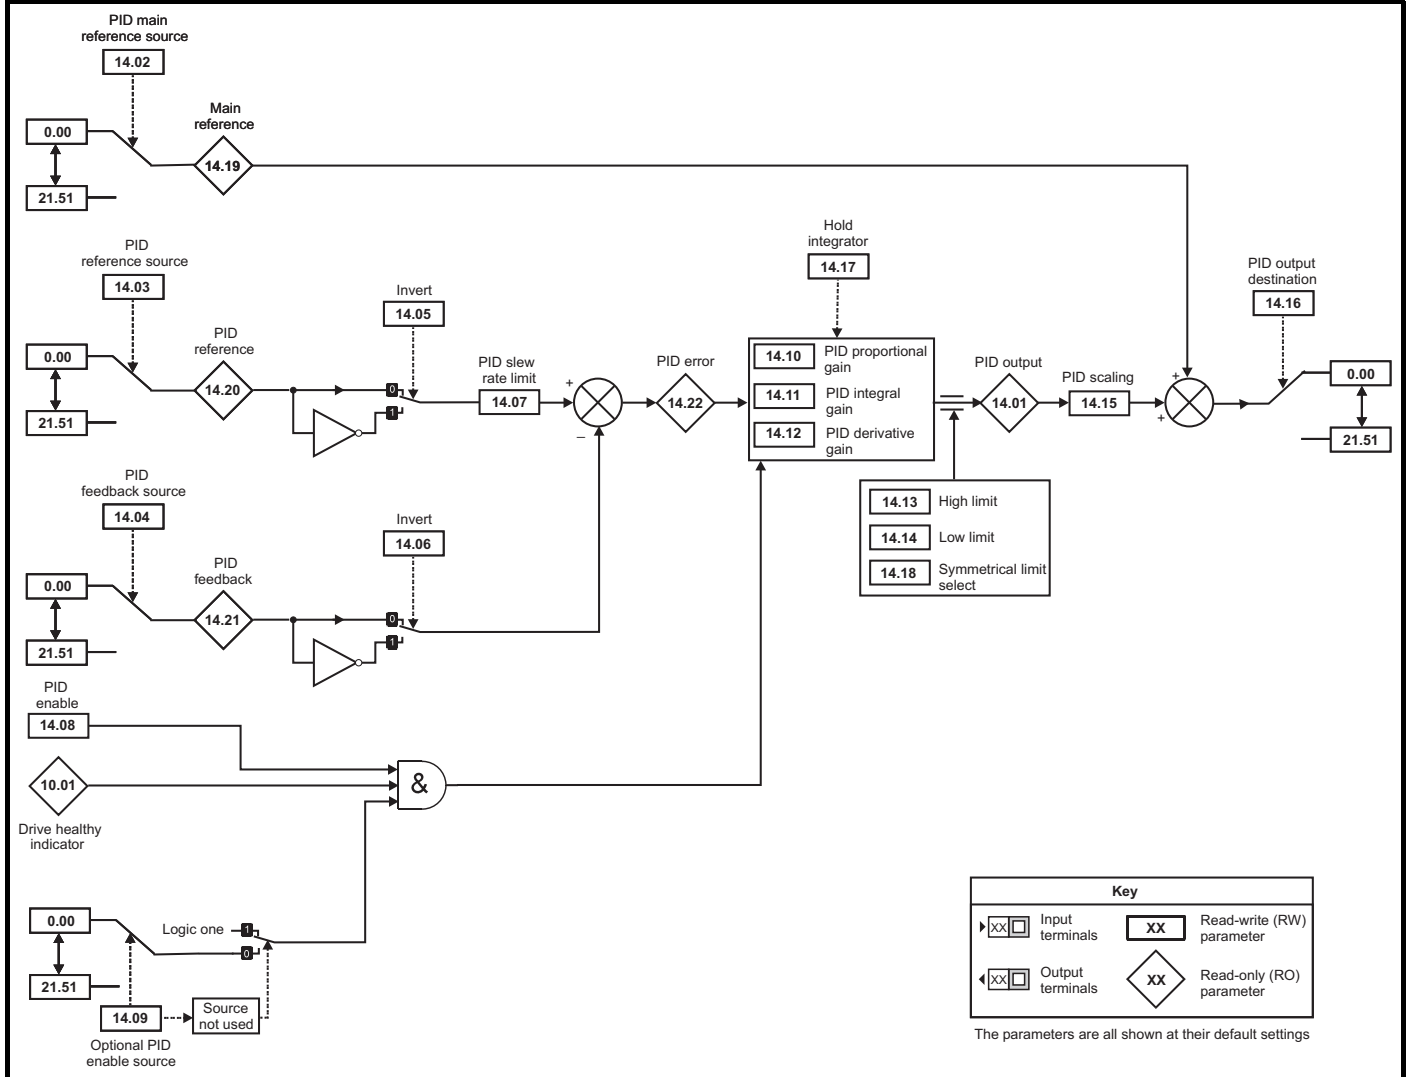 PID main
reference source
14.02
0.00
21.51
Main
reference
14.19
PID
reference source
14.03
0.00
21.51
PID
reference
14.20
Invert
14.05
0
1
PID slew
rate limit
14.07
+
–
PID error
14.22
Hold
integrator
14.17
14.10 PID proportional
gain
14.11 PID integral
gain
14.12 PID derivative
gain
PID output
14.01
PID scaling
14.15
+
+
PID output
destination
14.16
0.00
21.51
14.13 High limit
14.14 Low limit
14.18 Symmetrical limit
select
PID
feedback source
14.04
0.00
21.51
PID
feedback
14.21
Invert
14.06
0
1
PID
enable
14.08
10.01
Drive healthy
indicator
&
0.00
21.51
Logic one 1
0
14.09
Source
not used
Optional PID
enable source
Key
XX Input
terminals
XX Read-write (RW)
parameter
XX Output
terminals
XX Read-only (RO)
parameter
The parameters are all shown at their default settings